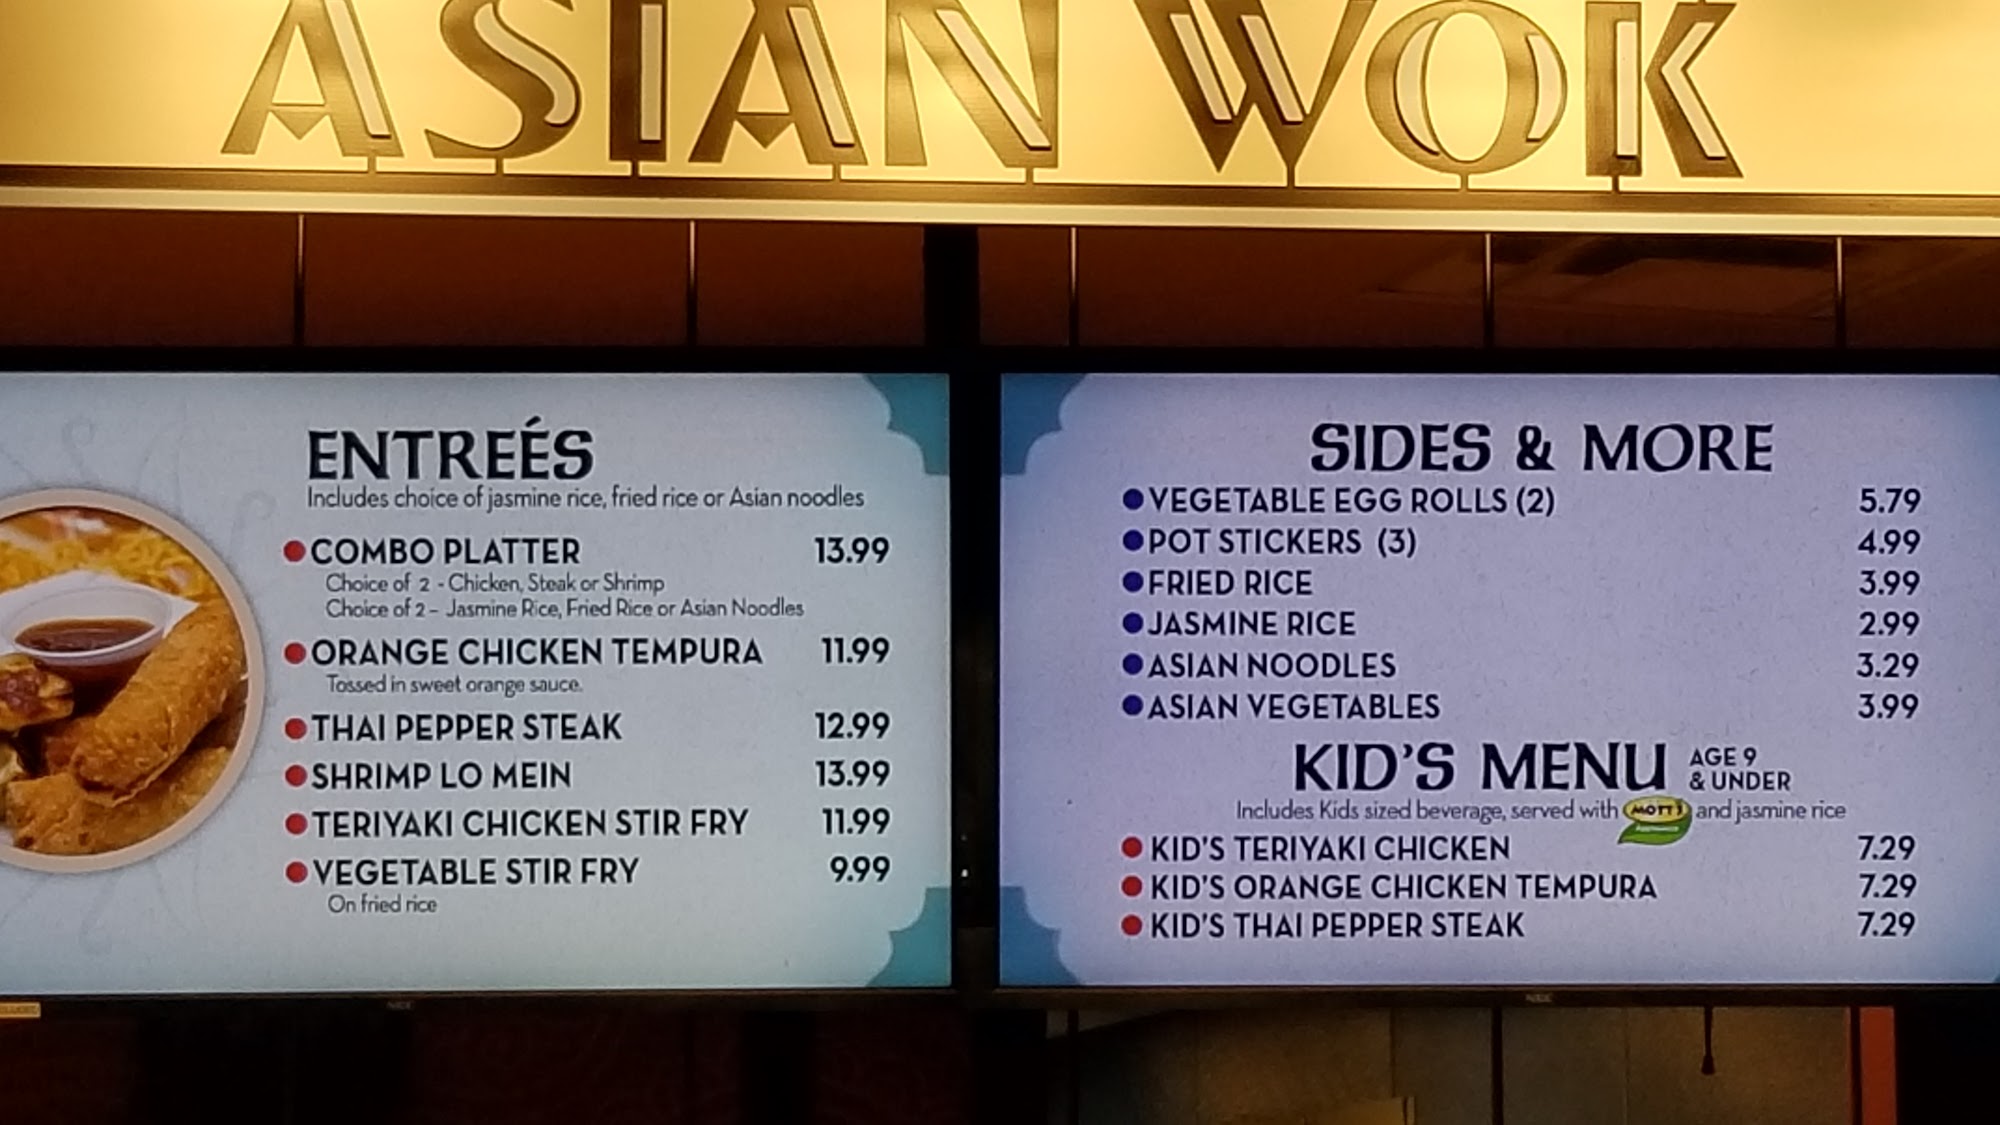 ASIAN WOK
ENTREÉS
Includes choice of jasmine rice, fried rice or Asian noodles
COMBO PLATTER 13.99
Choice of 2 - Chicken, Steak or Shrimp
Choice of 2 – Jasmine Rice, Fried Rice or Asian Noodles
ORANGE CHICKEN TEMPURA 11.99
Tossed in sweet orange sauce.
THAI PEPPER STEAK 12.99
SHRIMP LO MEIN 13.99
TERIYAKI CHICKEN STIR FRY 11.99
VEGETABLE STIR FRY 9.99
On fried rice
SIDES & MORE
VEGETABLE EGG ROLLS (2) 5.79
POT STICKERS (3) 4.99
FRIED RICE 3.99
JASMINE RICE 2.99
ASIAN NOODLES 3.29
ASIAN VEGETABLES 3.99
KID'S MENU AGE 9
& UNDER
Includes Kids sized beverage, served with MOTT'S and jasmine rice
KID'S TERIYAKI CHICKEN 7.29
KID'S ORANGE CHICKEN TEMPURA 7.29
KID'S THAI PEPPER STEAK 7.29
NEC
NEC